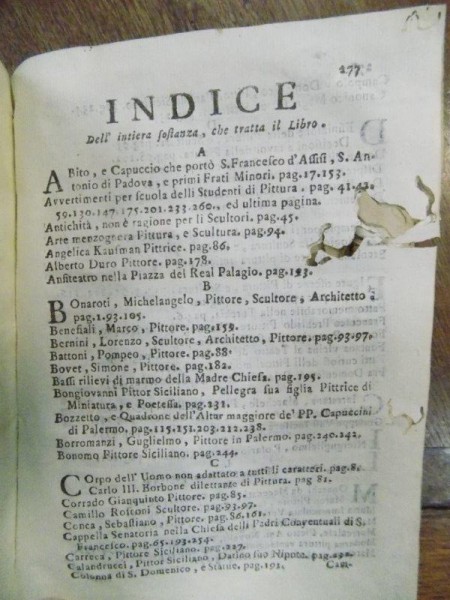 277
INDICE
Dell' intiera sostanza, che tratta il Libro.
A
ABito, e Capuccio che portò S. Francesco d'Assisi, S. An-
tonio di Padova, e primi Frati Minori. pag.17.153.
Avvertimenti per scuola delli Studenti di Pittura. pag. 41.43.
59.130.147.175.201.233.260., ed ultima pagina.
Antichità, non è ragione per li Scultori. pag.45.
Arte menzognera Pittura, e Scultura. pag.94.
Angelica Kaufman Pittrice. pag.86.
Alberto Duro Pittore. pag.178.
Anfiteatro nella Piazza del Real Palagio. pag.193.
B
BOnaroti, Michelangelo, Pittore, Scultore, Architetto
pag.1.93.105.
Benefiali, Marco, Pittore. pag.159.
Bernini, Lorenzo, Scultore, Architetto, Pittore. pag.93.97.
Battoni, Pompeo, Pittore. pag.88.
Bovet, Simone, Pittore. pag.182.
Bassi rilievi di marmo della Madre Chiesa. pag.195.
Bongiovanni Pittor Siciliano, Pellegra sua figlia Pittrice di
Miniatura, e Poetessa. pag.231.
Bozzetto, e Quadrone dell'Altar maggiore de' PP. Capuccini
di Palermo. pag.115.151.203.212.238.
Borromanzi, Guglielmo, Pittore in Palermo. pag.240.242.
Bonomo Pittore Siciliano. pag.244.
C
COrpo dell' Uomo non adattato a tutti li caratteri. pag.8.
Carlo III. Borbone dilettante di Pittura. pag 81.
Corrado Gianquinto Pittore. pag.85.
Camillo Rostoni Scultore. pag.93.97.
Conca, Sebastiano, Pittore. pag.86.161.
Cappella Senatoria nella Chiesa delli Padri Conventuali di S.
Francesco. pag.65.193.254.
Carreca, Pittore Siciliano. pag.227.
Calandrucci, Pittor Siciliano, Datino suo Nipote. pag.
Colonna di S. Domenico, e Statue. pag.193.